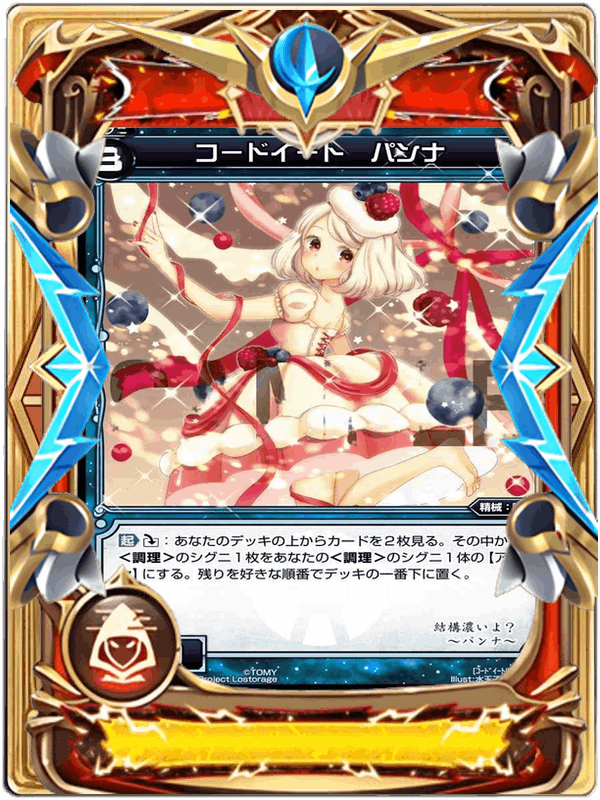 3
コードイート　パンナ
精械：
起 ：あなたのデッキの上からカードを2枚見る。その中か
＜調理＞のシグニ1枚をあなたの＜調理＞のシグニ1体の【ア
】にする。残りを好きな順番でデッキの一番下に置く。
結構濃いよ？
～パンナ～
©TOMY
Project Lostorage
Illust.水玉